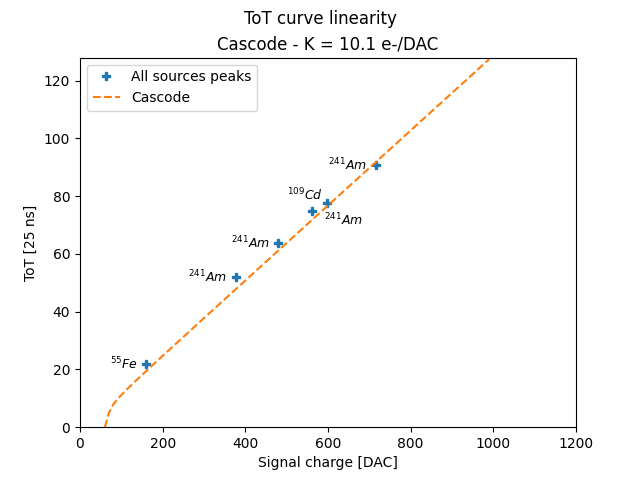 ToT curve linearity
Cascode - K = 10.1 e-/DAC
All sources peaks
Cascode
120
100
80
60
40
20
0
ToT [25 ns]
²⁴¹Am
¹⁰⁹Cd
²⁴¹Am
²⁴¹Am
²⁴¹Am
⁵⁵Fe
0 200 400 600 800 1000 1200
Signal charge [DAC]